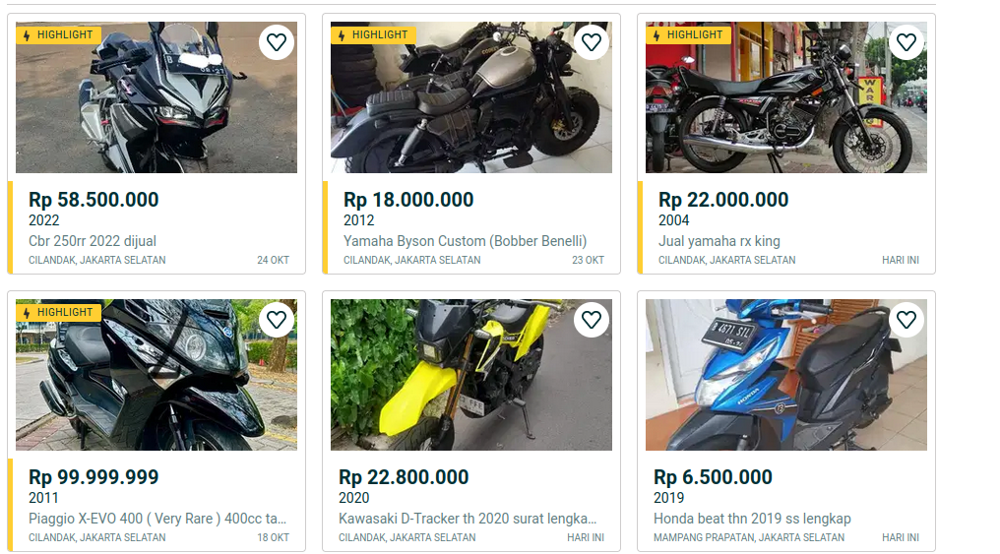 HIGHLIGHT
Rp 58.500.000
2022
Cbr 250rr 2022 dijual
CILANDAK, JAKARTA SELATAN 24 OKT
HIGHLIGHT
Rp 18.000.000
2012
Yamaha Byson Custom (Bobber Benelli)
CILANDAK, JAKARTA SELATAN 23 OKT
HIGHLIGHT
WAR
Rp 22.000.000
2004
Jual yamaha rx king
CILANDAK, JAKARTA SELATAN HARI INI
HIGHLIGHT
Rp 99.999.999
2011
Piaggio X-EVO 400 ( Very Rare ) 400cc ta...
CILANDAK, JAKARTA SELATAN 18 OKT
Rp 22.800.000
2020
Kawasaki D-Tracker th 2020 surat lengka...
CILANDAK, JAKARTA SELATAN HARI INI
B 4671 SIL
HONDA
Rp 6.500.000
2019
Honda beat thn 2019 ss lengkap
MAMPANG PRAPATAN, JAKARTA SELATAN HARI INI